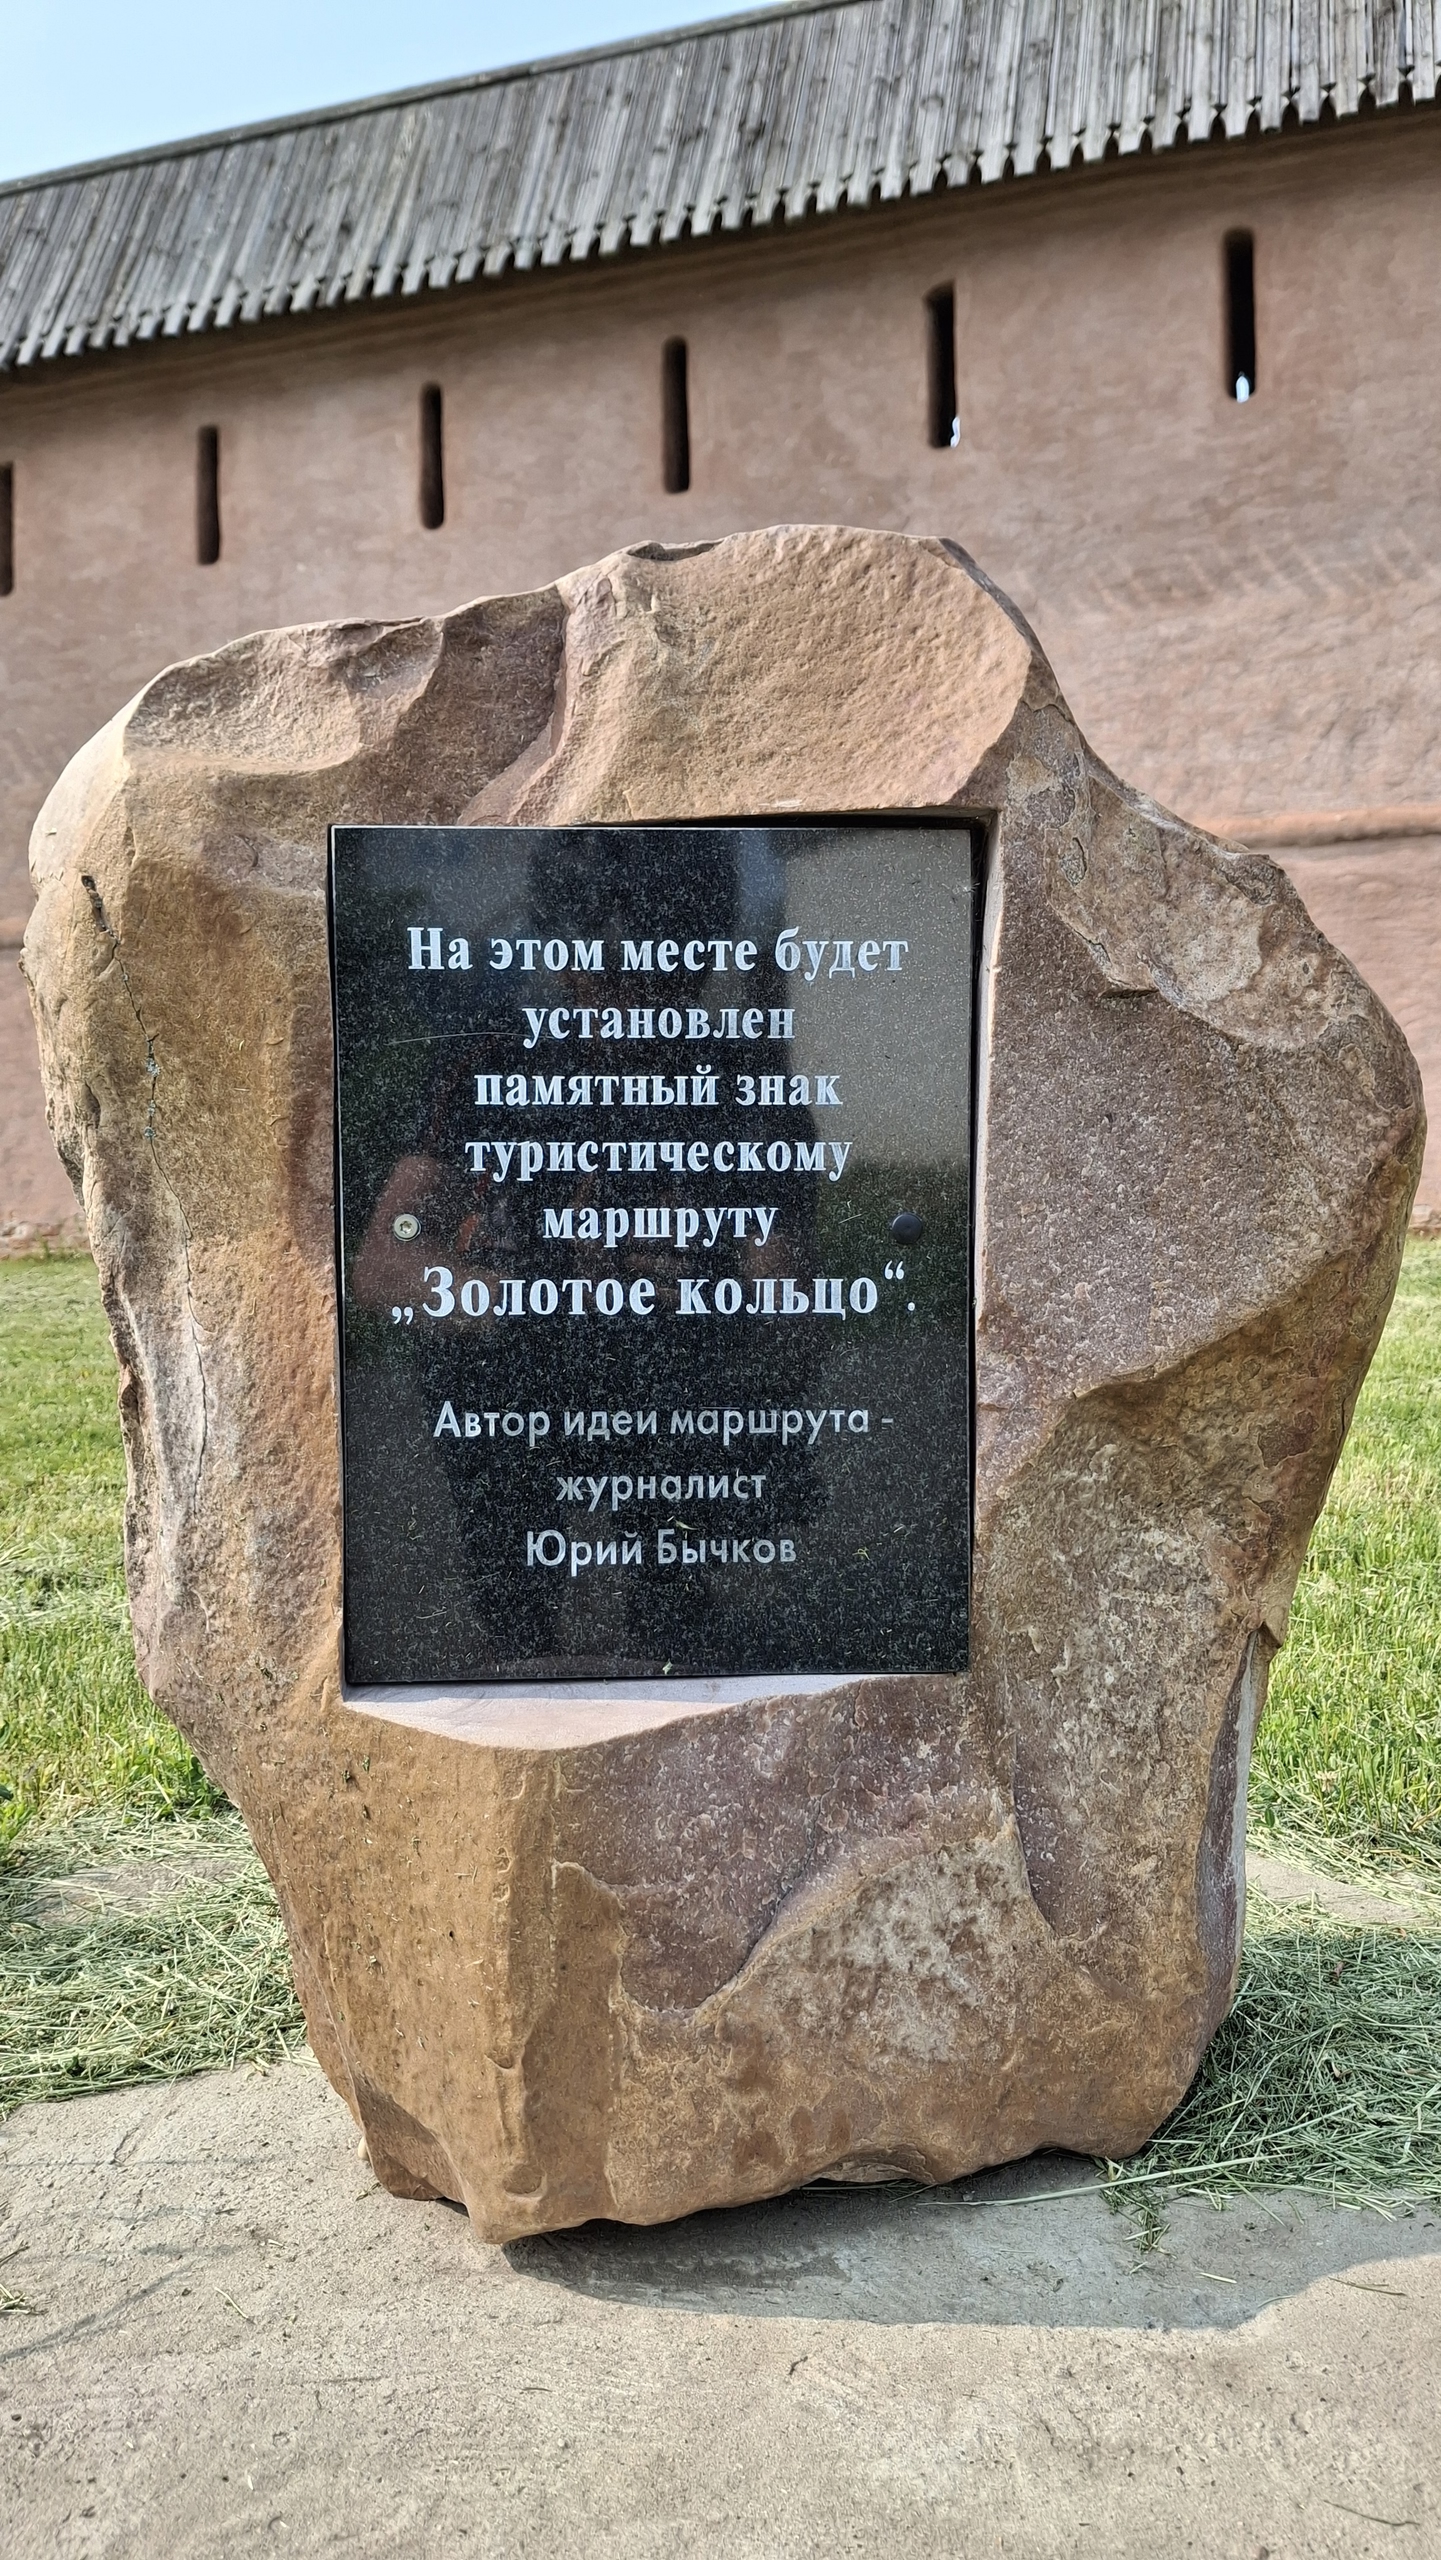 На этом месте будет
установлен
памятный знак
туристическому
маршруту
„Золотое кольцо“.
Автор идеи маршрута -
журналист
Юрий Бычков